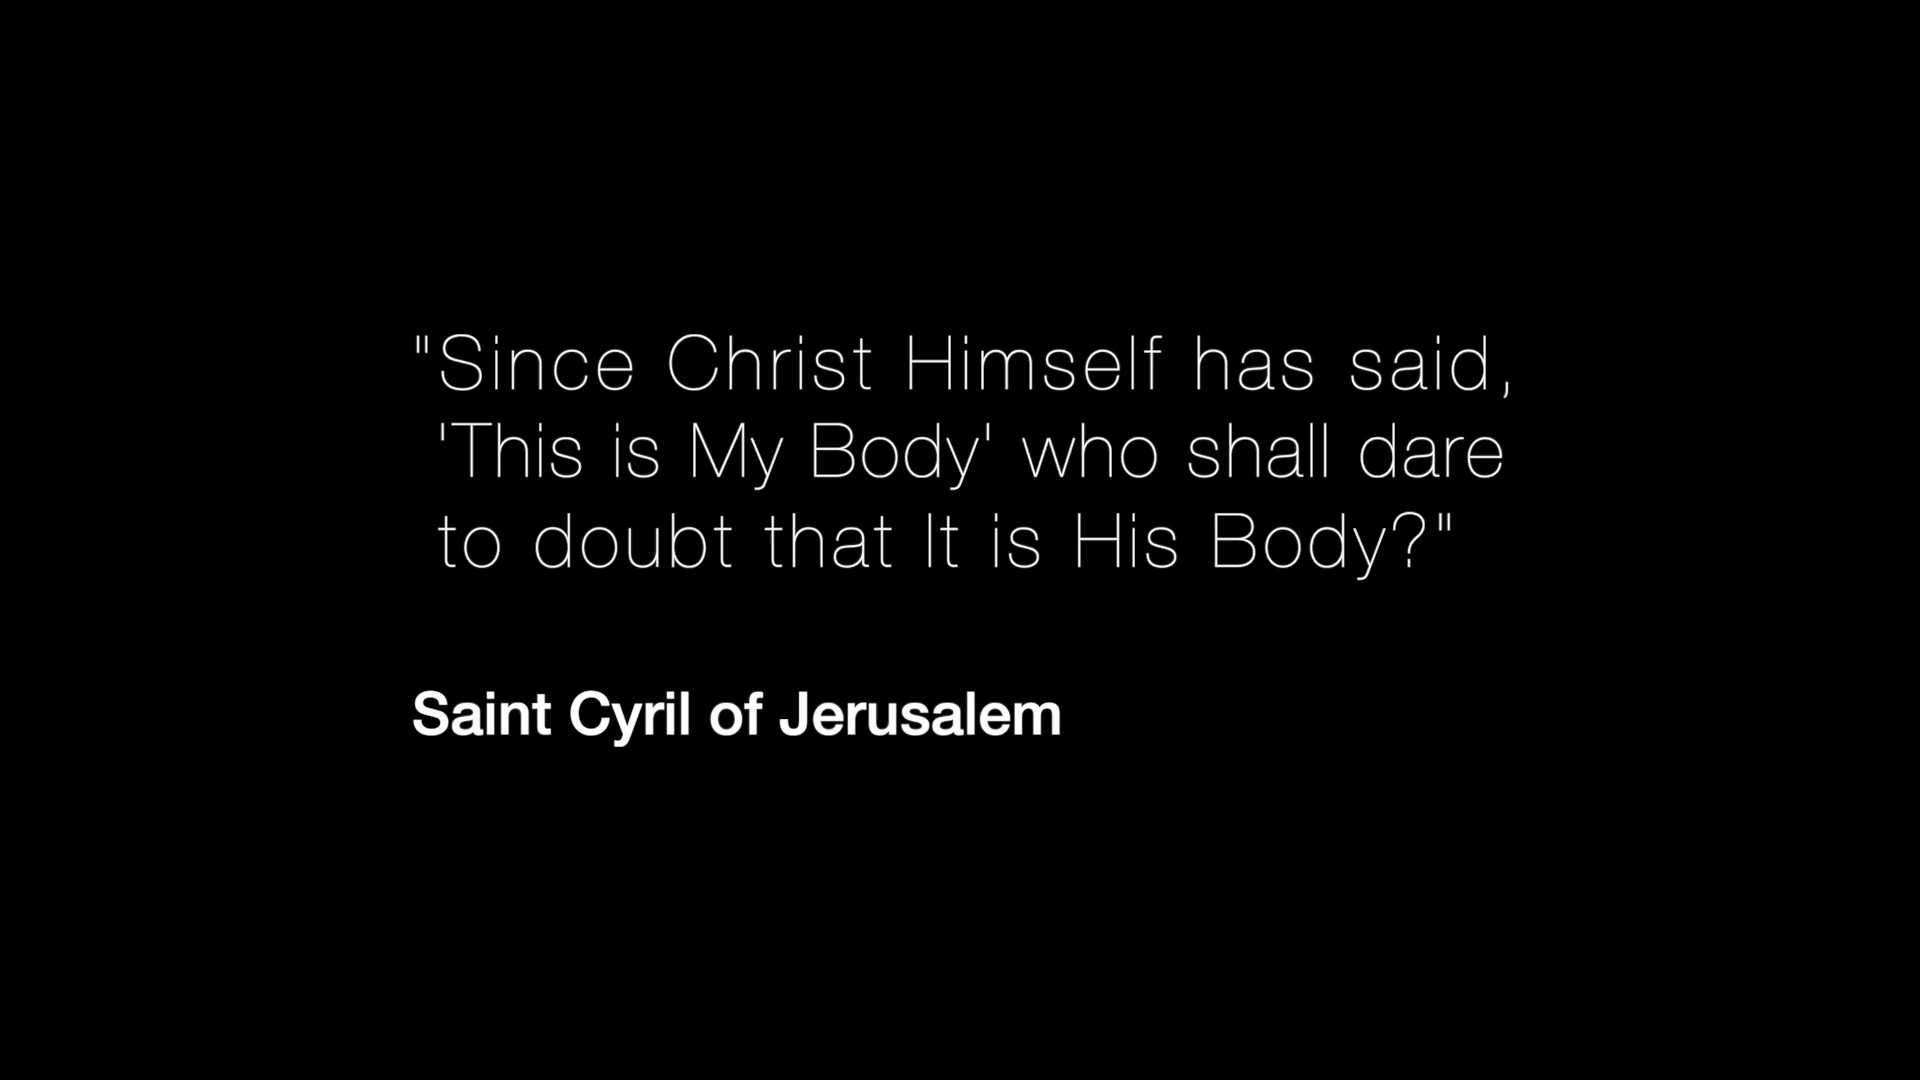 "Since Christ Himself has said,
'This is My Body' who shall dare
to doubt that It is His Body?"
Saint Cyril of Jerusalem